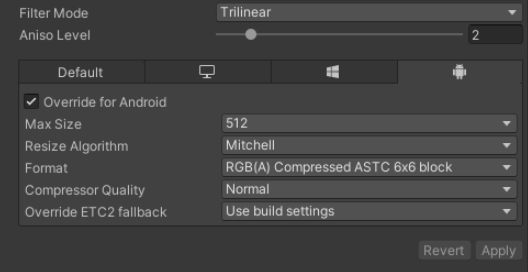 Filter Mode Trilinear
Aniso Level 2
Default
Override for Android
Max Size 512
Resize Algorithm Mitchell
Format RGB(A) Compressed ASTC 6x6 block
Compressor Quality Normal
Override ETC2 fallback Use build settings
Revert Apply